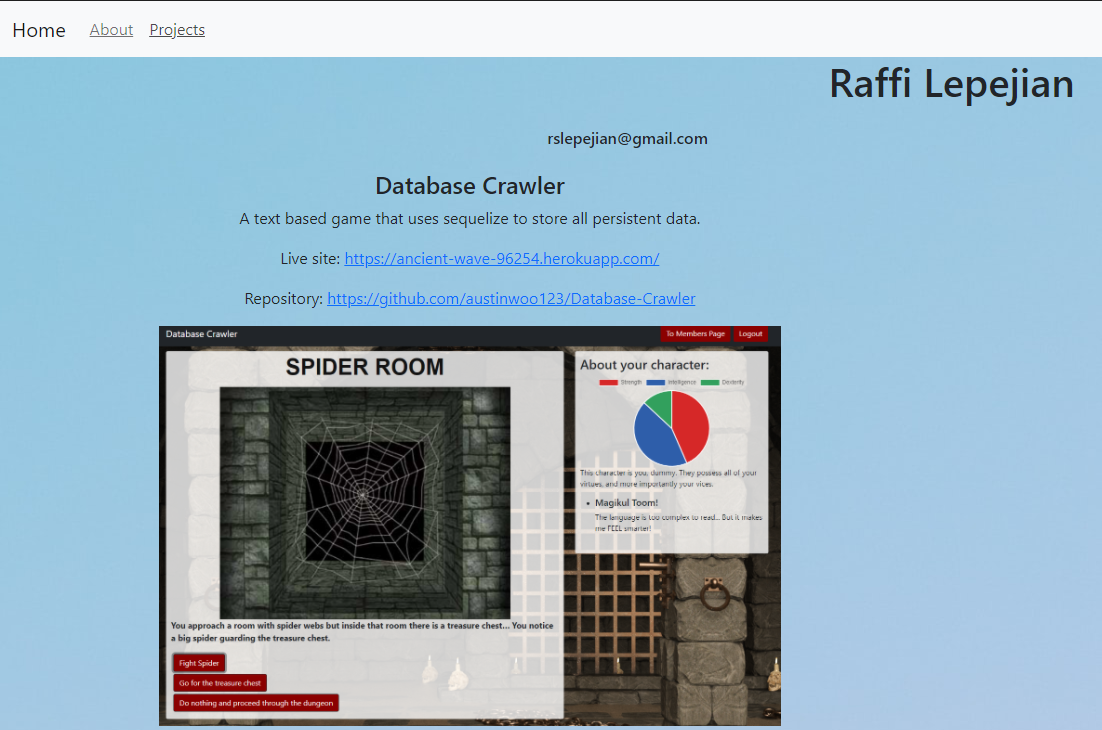 Home About Projects
Raffi Lepejian
rslepejian@gmail.com
Database Crawler
A text based game that uses sequelize to store all persistent data.
Live site: https://ancient-wave-96254.herokuapp.com/
Repository: https://github.com/austinwoo123/Database-Crawler
Database Crawler To Members Page Logout
SPIDER ROOM
About your character:
Strength Intelligence Dexterity
This character is you, dummy. They possess all of your
virtues, and more importantly your vices.
Magikul Toom!
The language is too complex to read... But it makes
me FEEL smarter!
You approach a room with spider webs but inside that room there is a treasure chest... You notice
a big spider guarding the treasure chest.
Fight Spider
Go for the treasure chest
Do nothing and proceed through the dungeon